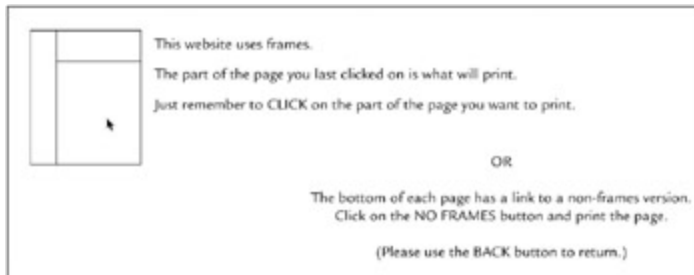 This website uses frames.
The part of the page you last clicked on is what will print.
Just remember to CLICK on the part of the page you want to print.
OR
The bottom of each page has a link to a non-frames version.
Click on the NO FRAMES button and print the page.
(Please use the BACK button to return.)